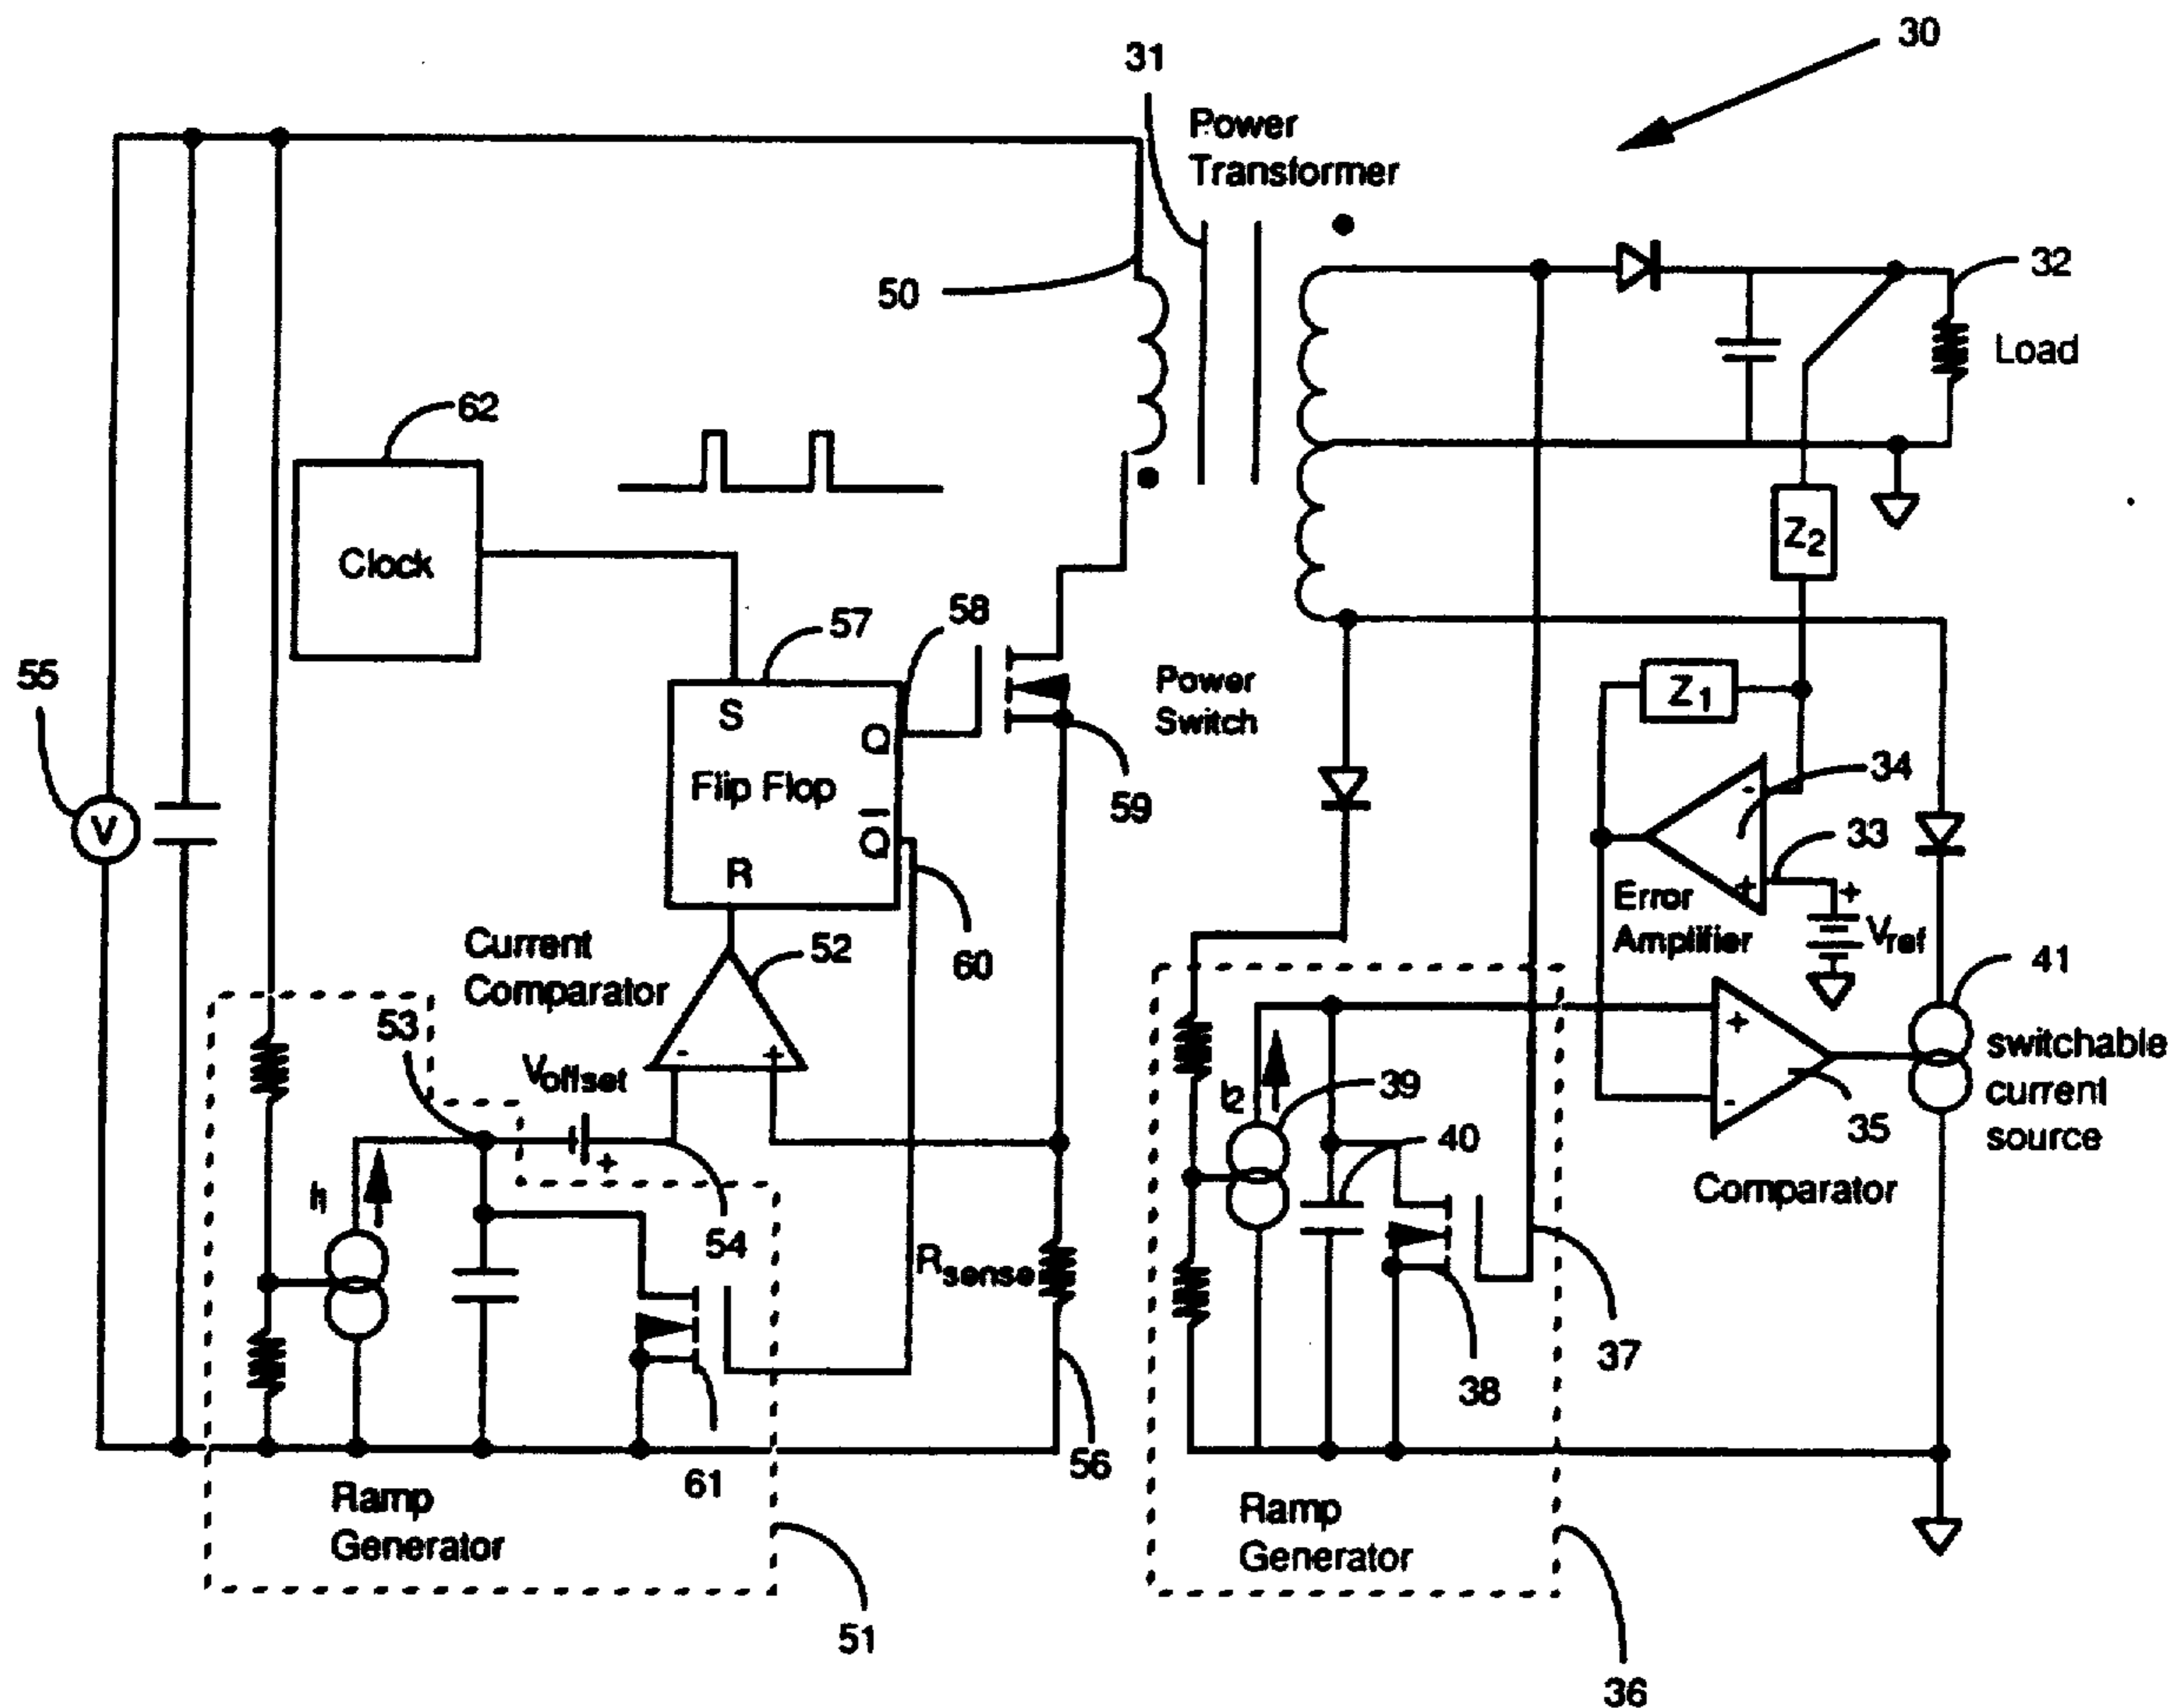 30
31
Power
Transformer
50
32
Load
62
Clock
Z2
57
58
S
Q
Flip Flop
Q̅
R
Power
Switch
59
55
V
Z1
34
-
33
+
+
Error
Amplifier
Vref
60
Current
Comparator
52
-
+
53
Voffset
+
54
I1
Rsense
56
61
Ramp
Generator
51
I2
39
40
+
-
35
Comparator
41
switchable
current
source
37
38
Ramp
Generator
36